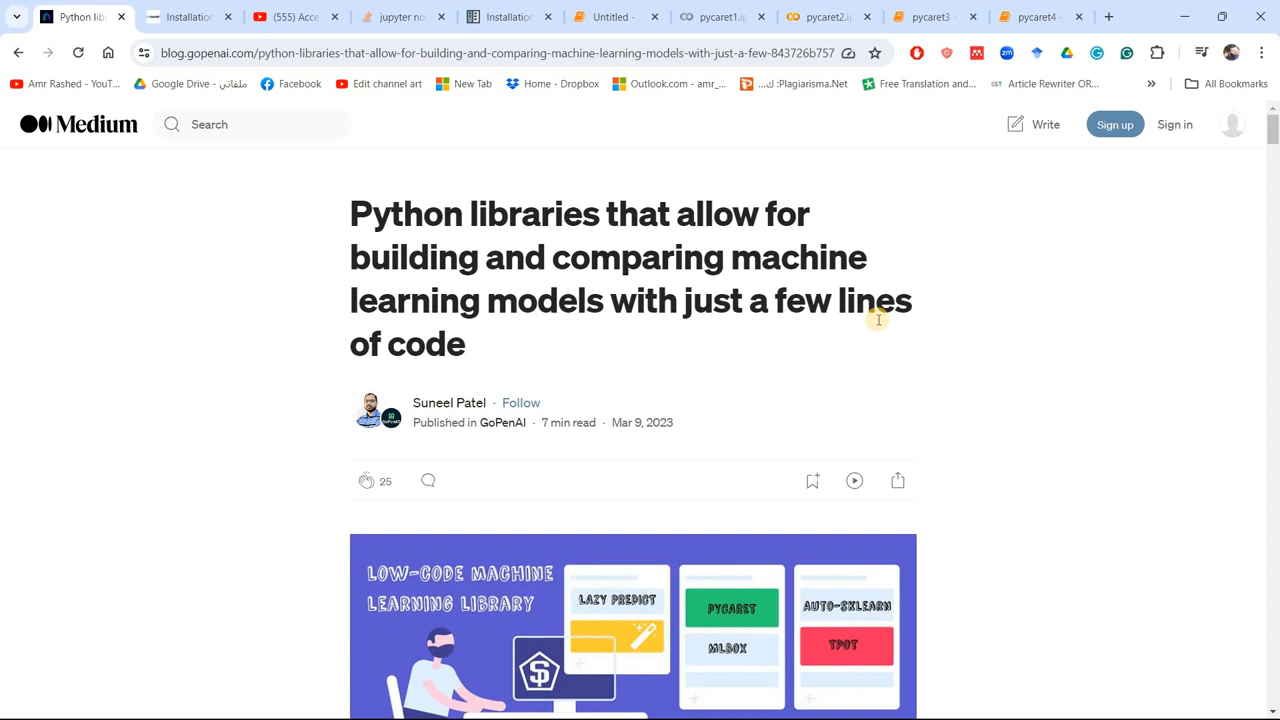 Python lib
Installation
(555) Acc
jupyter no
Installation
Untitled -
pycaret1.i
pycaret2.i
pycaret3 -
pycaret4 -
blog.gopenai.com/python-libraries-that-allow-for-building-and-comparing-machine-learning-models-with-just-a-few-843726b757
Amr Rashed - YouT...
Google Drive - ملفاتي
Facebook
Edit channel art
New Tab
Home - Dropbox
Outlook.com - amr_...
...ك :Plagiarisma.Net
Free Translation and...
SST Article Rewriter OR...
All Bookmarks
Medium
Search
Write
Sign up
Sign in
Python libraries that allow for
building and comparing machine
learning models with just a few lines
of code
Suneel Patel · Follow
Published in GoPenAI · 7 min read · Mar 9, 2023
25
LOW-CODE MACHINE
LEARNING LIBRARY
LAZY PREDICT
PYCARET
MLBOX
AUTO-SKLEARN
TPOT